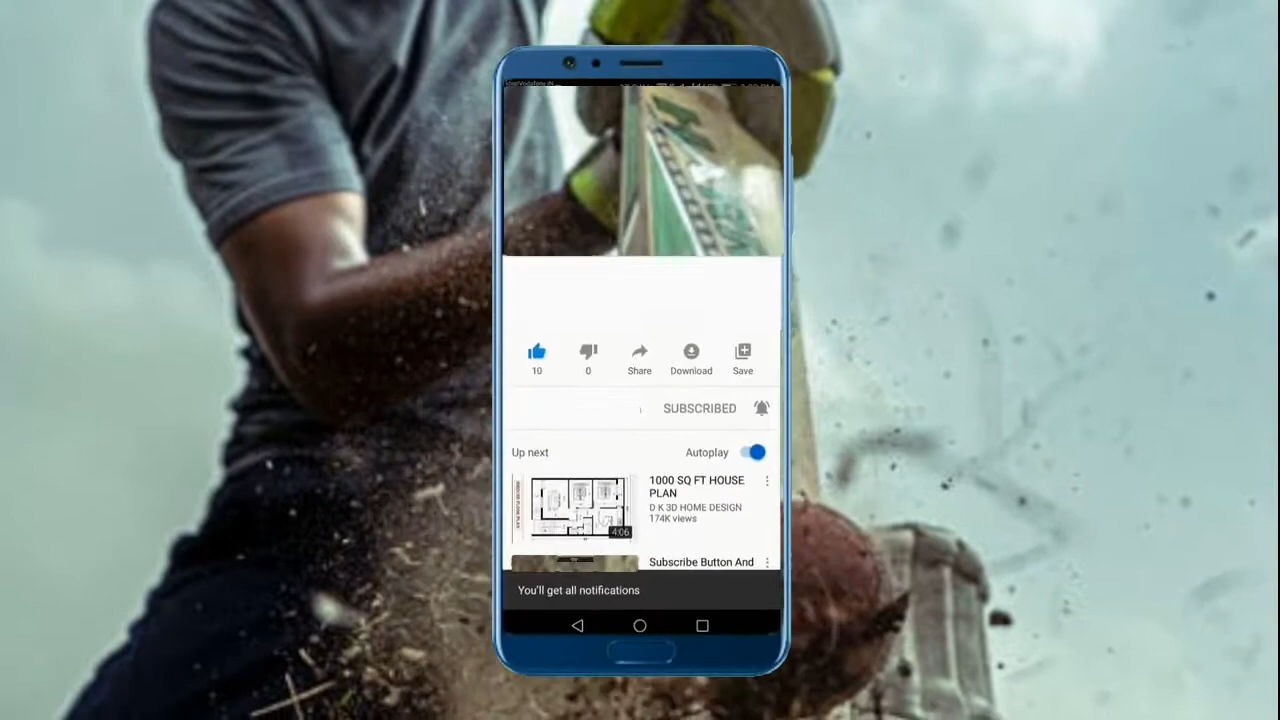 10
0
Share
Download
Save
SUBSCRIBED
Up next
Autoplay
1000 SQ FT HOUSE
PLAN
D K 3D HOME DESIGN
174K views
4:06
Subscribe Button And
You'll get all notifications